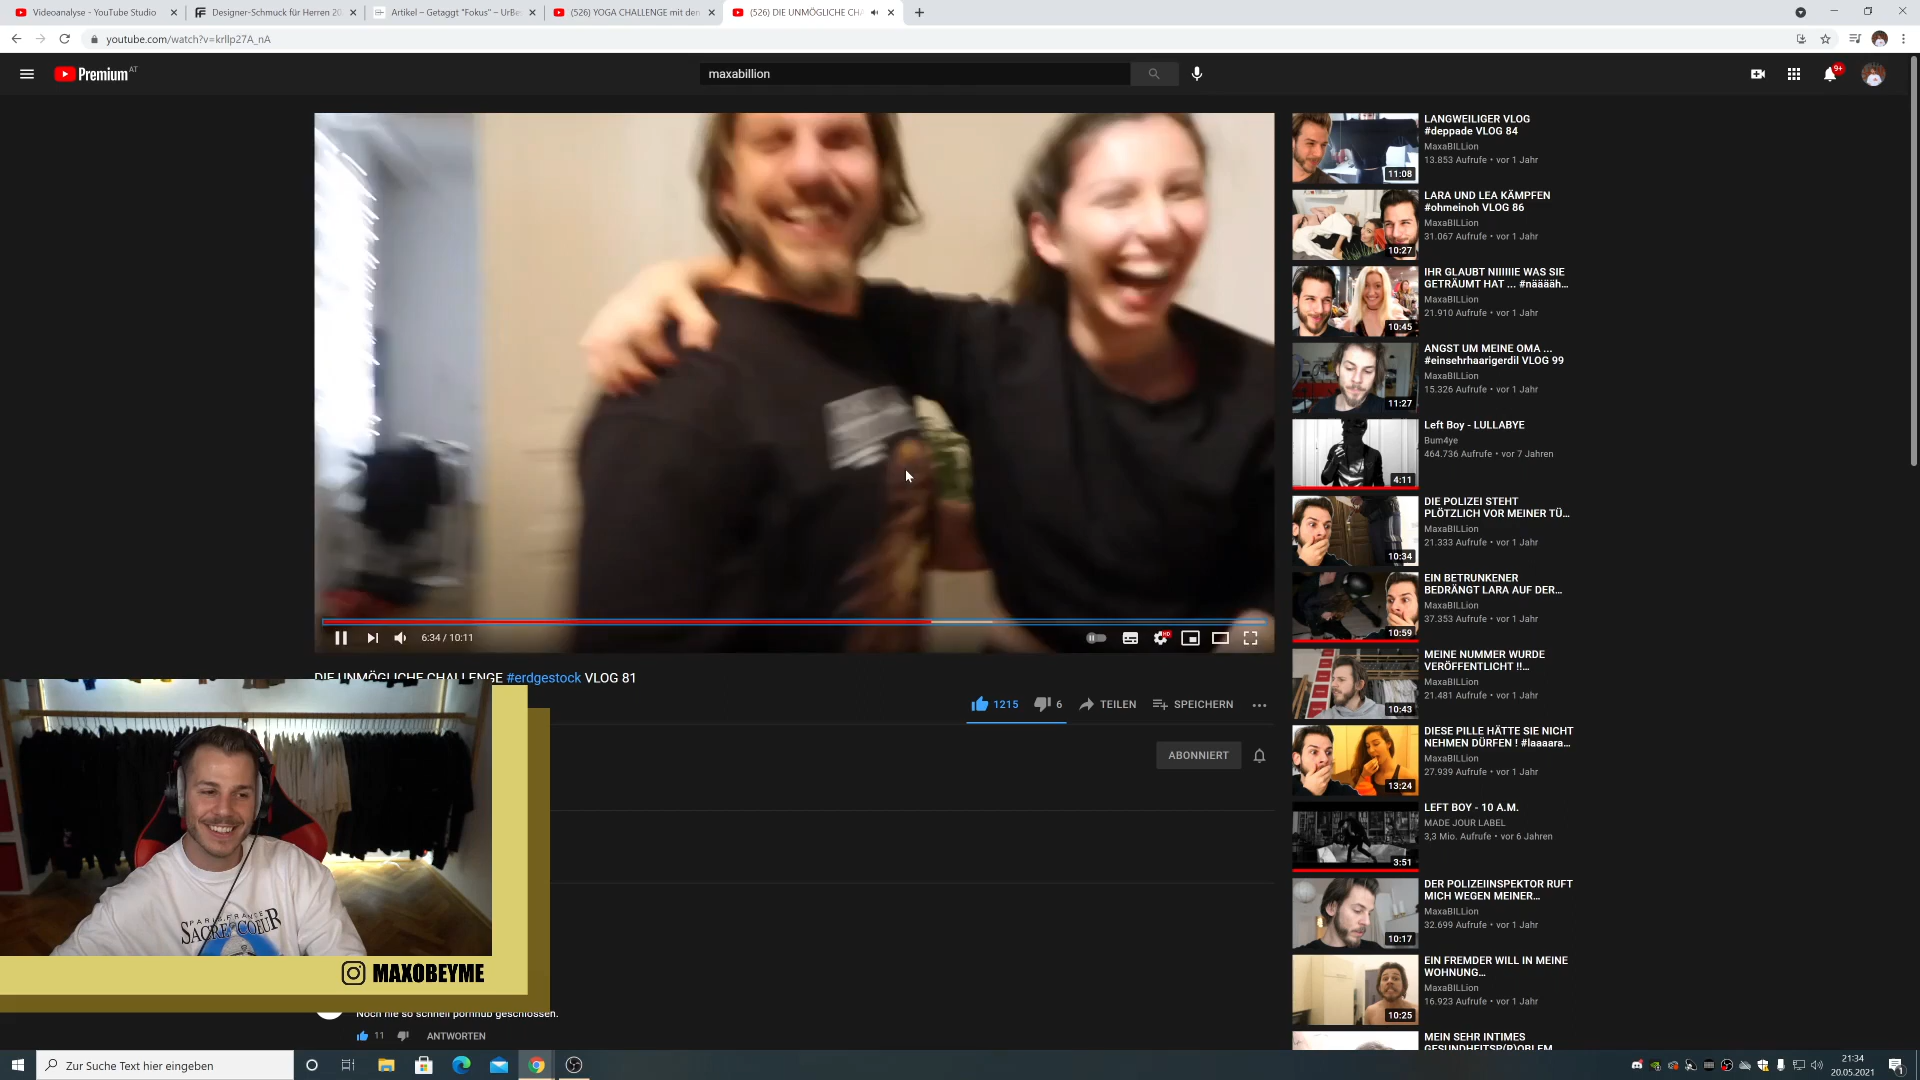 Videoanalyse - YouTube Studio
Designer-Schmuck für Herren 20
Artikel – Getaggt "Fokus" – UrBe
(526) YOGA CHALLENGE mit den
(526) DIE UNMÖGLICHE CHA
youtube.com/watch?v=krllp27A_nA
Premium AT
maxabillion
9+
LANGWEILIGER VLOG
#deppade VLOG 84
MaxaBILLion
13.853 Aufrufe • vor 1 Jahr
11:08
LARA UND LEA KÄMPFEN
#ohmeinoh VLOG 86
MaxaBILLion
31.067 Aufrufe • vor 1 Jahr
10:27
IHR GLAUBT NIIIIIE WAS SIE
GETRÄUMT HAT ... #nääääh...
MaxaBILLion
21.910 Aufrufe • vor 1 Jahr
10:45
ANGST UM MEINE OMA ...
#einsehrhaarigerdil VLOG 99
MaxaBILLion
15.326 Aufrufe • vor 1 Jahr
11:27
Left Boy - LULLABYE
Bum4ye
464.736 Aufrufe • vor 7 Jahren
4:11
DIE POLIZEI STEHT
PLÖTZLICH VOR MEINER TÜ...
MaxaBILLion
21.333 Aufrufe • vor 1 Jahr
10:34
EIN BETRUNKENER
BEDRÄNGT LARA AUF DER...
MaxaBILLion
37.353 Aufrufe • vor 1 Jahr
10:59
MEINE NUMMER WURDE
VERÖFFENTLICHT !!...
MaxaBILLion
21.481 Aufrufe • vor 1 Jahr
10:43
DIESE PILLE HÄTTE SIE NICHT
NEHMEN DÜRFEN ! #laaaara...
MaxaBILLion
27.939 Aufrufe • vor 1 Jahr
13:24
LEFT BOY - 10 A.M.
MADE JOUR LABEL
3,3 Mio. Aufrufe • vor 6 Jahren
3:51
DER POLIZEIINSPEKTOR RUFT
MICH WEGEN MEINER...
MaxaBILLion
32.699 Aufrufe • vor 1 Jahr
10:17
EIN FREMDER WILL IN MEINE
WOHNUNG...
MaxaBILLion
16.923 Aufrufe • vor 1 Jahr
10:25
MEIN SEHR INTIMES
GESUNDHEITSP(R)OBLEM
6:34 / 10:11
HD
DIE UNMÖGLICHE CHALLENGE #erdgestock VLOG 81
1215 6 TEILEN SPEICHERN
ABONNIERT
PARIS, FRANCE
SACRE COEUR
MAXOBEYME
Noch nie so schnell pornhub geschlossen.
11 ANTWORTEN
Zur Suche Text hier eingeben
21:34
20.05.2021
1